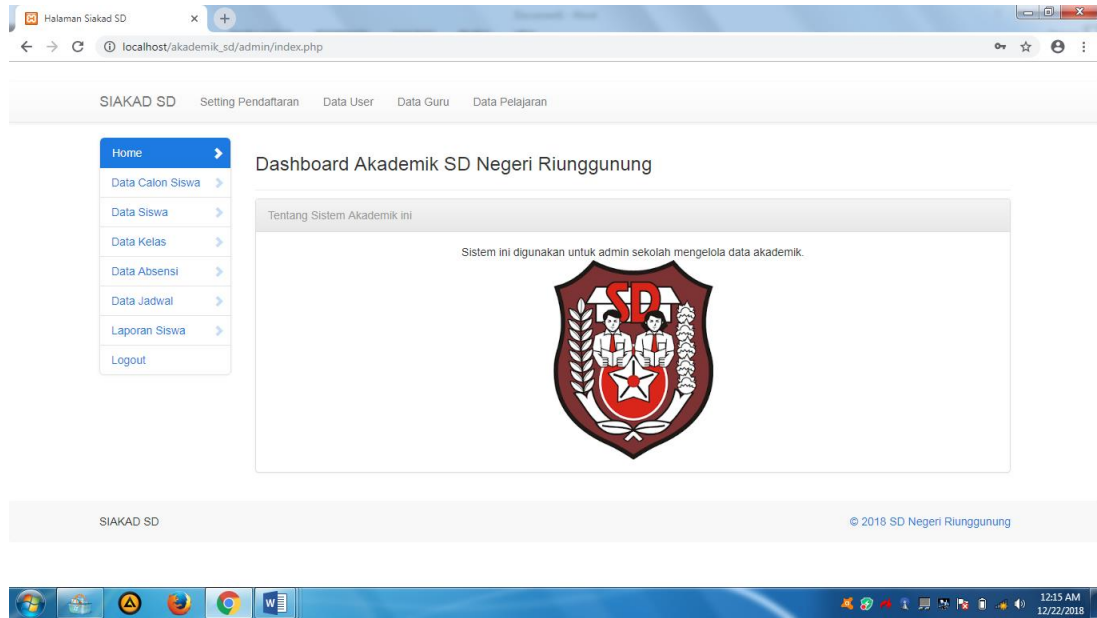 Halaman Siakad SD
localhost/akademik_sd/admin/index.php
SIAKAD SD Setting Pendaftaran Data User Data Guru Data Pelajaran
Home
Data Calon Siswa
Data Siswa
Data Kelas
Data Absensi
Data Jadwal
Laporan Siswa
Logout
Dashboard Akademik SD Negeri Riunggunung
Tentang Sistem Akademik ini
Sistem ini digunakan untuk admin sekolah mengelola data akademik.
SD
SIAKAD SD
© 2018 SD Negeri Riunggunung
12:15 AM
12/22/2018